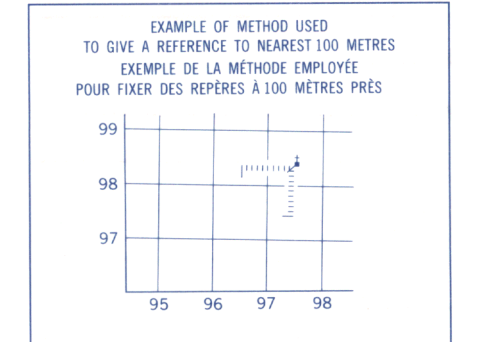 EXAMPLE OF METHOD USED
TO GIVE A REFERENCE TO NEAREST 100 METRES
EXEMPLE DE LA MÉTHODE EMPLOYÉE
POUR FIXER DES REPÈRES À 100 MÈTRES PRÈS
99
98
97
95 96 97 98